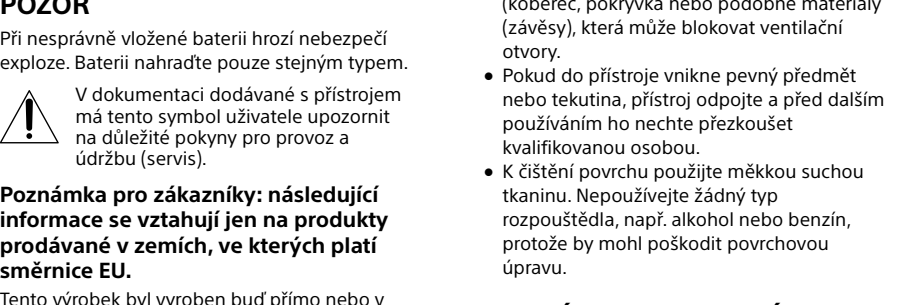 POZOR
Při nesprávně vložené baterii hrozí nebezpečí
exploze. Baterii nahraďte pouze stejným typem.
V dokumentaci dodávané s přístrojem
má tento symbol uživatele upozornit
na důležité pokyny pro provoz a
údržbu (servis).
Poznámka pro zákazníky: následující
informace se vztahují jen na produkty
prodávané v zemích, ve kterých platí
směrnice EU.
Tento výrobek byl vyroben buď přímo nebo v
(koberec, pokrývka nebo podobné materiály
(závěsy), která může blokovat ventilační
otvory.
● Pokud do přístroje vnikne pevný předmět
nebo tekutina, přístroj odpojte a před dalším
používáním ho nechte přezkoušet
kvalifikovanou osobou.
● K čištění povrchu použijte měkkou suchou
tkaninu. Nepoužívejte žádný typ
rozpouštědla, např. alkohol nebo benzín,
protože by mohl poškodit povrchovou
úpravu.